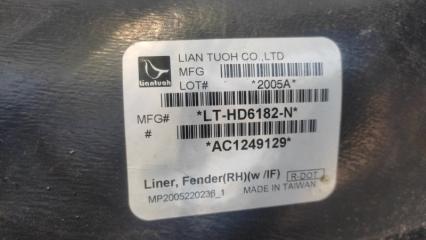 Liantuoh
LIAN TUOH CO.,LTD
MFG
LOT# *2005A*
MFG# *LT-HD6182-N*
#
*AC1249129*
Liner, Fender(RH)(w /IF) R-DOT
MP2005220236_1 MADE IN TAIWAN